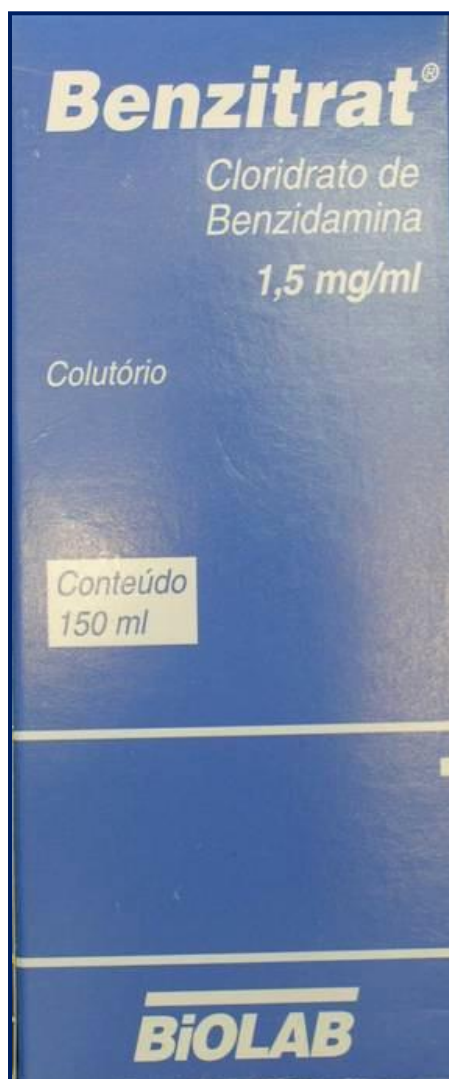 Benzitrat®
Cloridrato de
Benzidamina
1,5 mg/ml
Colutório
Conteúdo
150 ml
BiOLAB